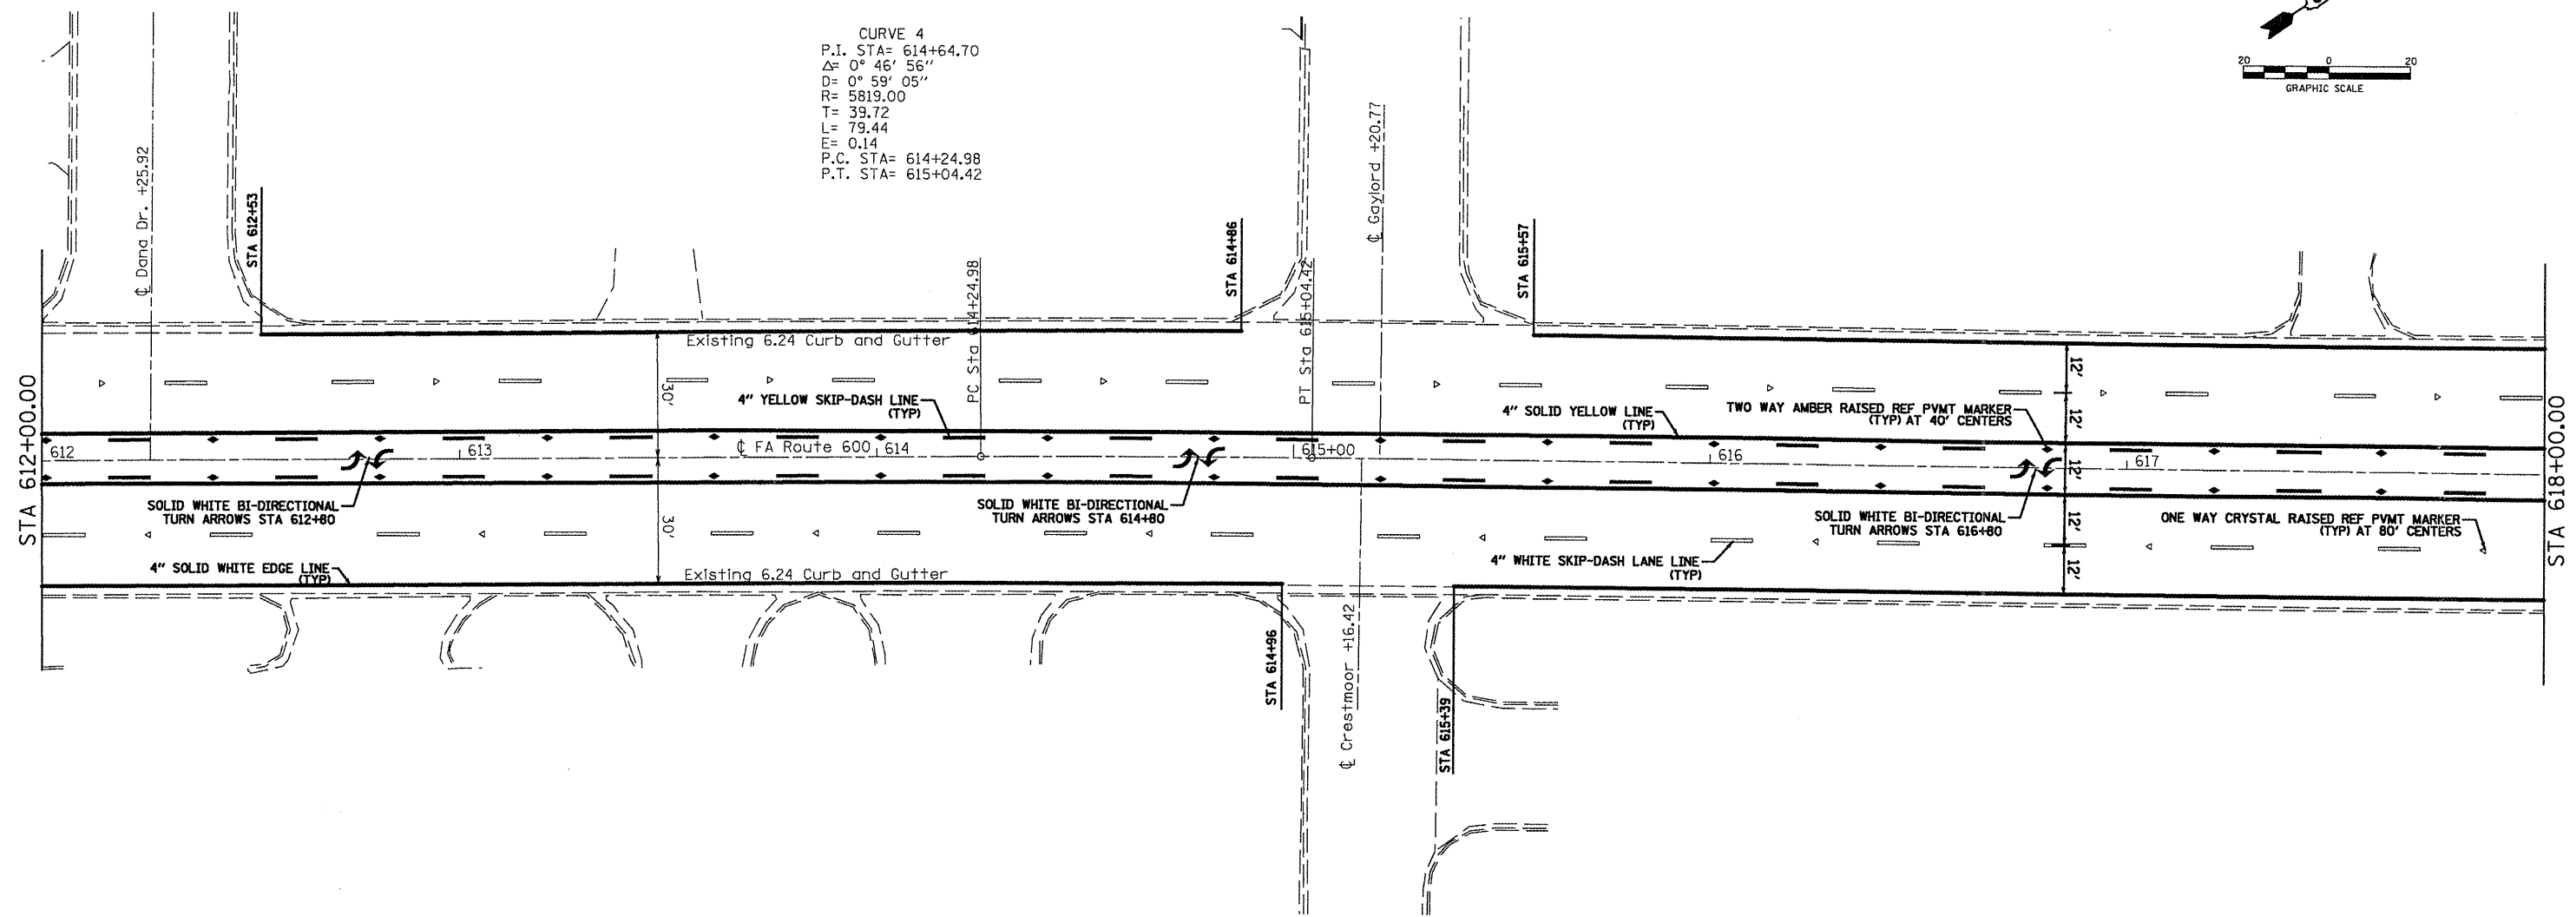 CURVE 4
P.I. STA= 614+64.70
Δ= 0° 46' 56''
D= 0° 59' 05''
R= 5819.00
T= 39.72
L= 79.44
E= 0.14
P.C. STA= 614+24.98
P.T. STA= 615+04.42
20 0 20
GRAPHIC SCALE
℄ Dana Dr. +25.92
STA 612+53
PC Sta 614+24.98
STA 614+86
PT Sta 615+04.42
℄ Gaylord +20.77
STA 615+57
Existing 6.24 Curb and Gutter
30'
4" YELLOW SKIP-DASH LINE
(TYP)
4" SOLID YELLOW LINE
(TYP)
TWO WAY AMBER RAISED REF PVMT MARKER
(TYP) AT 40' CENTERS
12'
12'
12'
12'
12'
STA 612+00.00
STA 618+00.00
612
613
℄ FA Route 600
614
615+00
616
617
SOLID WHITE BI-DIRECTIONAL
TURN ARROWS STA 612+80
30'
SOLID WHITE BI-DIRECTIONAL
TURN ARROWS STA 614+80
SOLID WHITE BI-DIRECTIONAL
TURN ARROWS STA 616+80
ONE WAY CRYSTAL RAISED REF PVMT MARKER
(TYP) AT 80' CENTERS
4" SOLID WHITE EDGE LINE
(TYP)
Existing 6.24 Curb and Gutter
4" WHITE SKIP-DASH LANE LINE
(TYP)
STA 614+96
℄ Crestmoor +16.42
STA 615+39